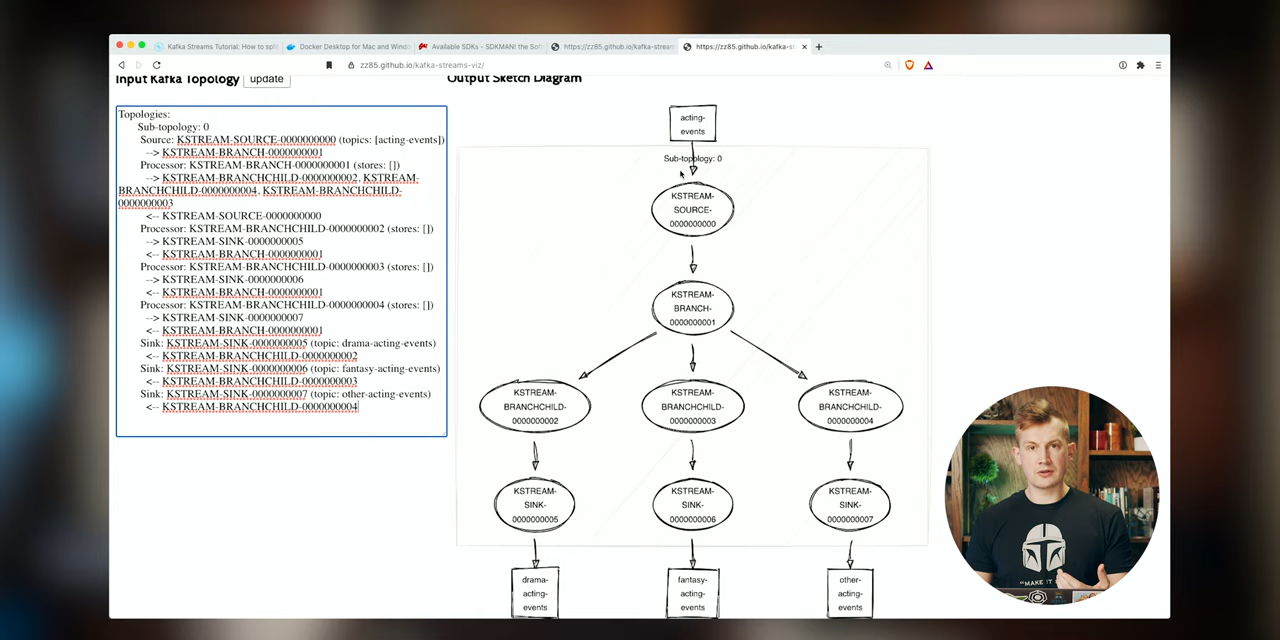 Kafka Streams Tutorial: How to spli
Docker Desktop for Mac and Windo
Available SDKs - SDKMAN! the Sof
https://zz85.github.io/kafka-stream
https://zz85.github.io/kafka-st
zz85.github.io/kafka-streams-viz/
Input Kafka Topology
update
Output Sketch Diagram
Topologies:
Sub-topology: 0
Source: KSTREAM-SOURCE-0000000000 (topics: [acting-events])
--> KSTREAM-BRANCH-0000000001
Processor: KSTREAM-BRANCH-0000000001 (stores: [])
--> KSTREAM-BRANCHCHILD-0000000002, KSTREAM-
BRANCHCHILD-0000000004, KSTREAM-BRANCHCHILD-
0000000003
<-- KSTREAM-SOURCE-0000000000
Processor: KSTREAM-BRANCHCHILD-0000000002 (stores: [])
--> KSTREAM-SINK-0000000005
<-- KSTREAM-BRANCH-0000000001
Processor: KSTREAM-BRANCHCHILD-0000000003 (stores: [])
--> KSTREAM-SINK-0000000006
<-- KSTREAM-BRANCH-0000000001
Processor: KSTREAM-BRANCHCHILD-0000000004 (stores: [])
--> KSTREAM-SINK-0000000007
<-- KSTREAM-BRANCH-0000000001
Sink: KSTREAM-SINK-0000000005 (topic: drama-acting-events)
<-- KSTREAM-BRANCHCHILD-0000000002
Sink: KSTREAM-SINK-0000000006 (topic: fantasy-acting-events)
<-- KSTREAM-BRANCHCHILD-0000000003
Sink: KSTREAM-SINK-0000000007 (topic: other-acting-events)
<-- KSTREAM-BRANCHCHILD-0000000004
acting-
events
Sub-topology: 0
KSTREAM-
SOURCE-
0000000000
KSTREAM-
BRANCH-
0000000001
KSTREAM-
BRANCHCHILD-
0000000002
KSTREAM-
BRANCHCHILD-
0000000003
KSTREAM-
BRANCHCHILD-
0000000004
KSTREAM-
SINK-
0000000005
KSTREAM-
SINK-
0000000006
KSTREAM-
SINK-
0000000007
drama-
acting-
events
fantasy-
acting-
events
other-
acting-
events
"MAKE IT